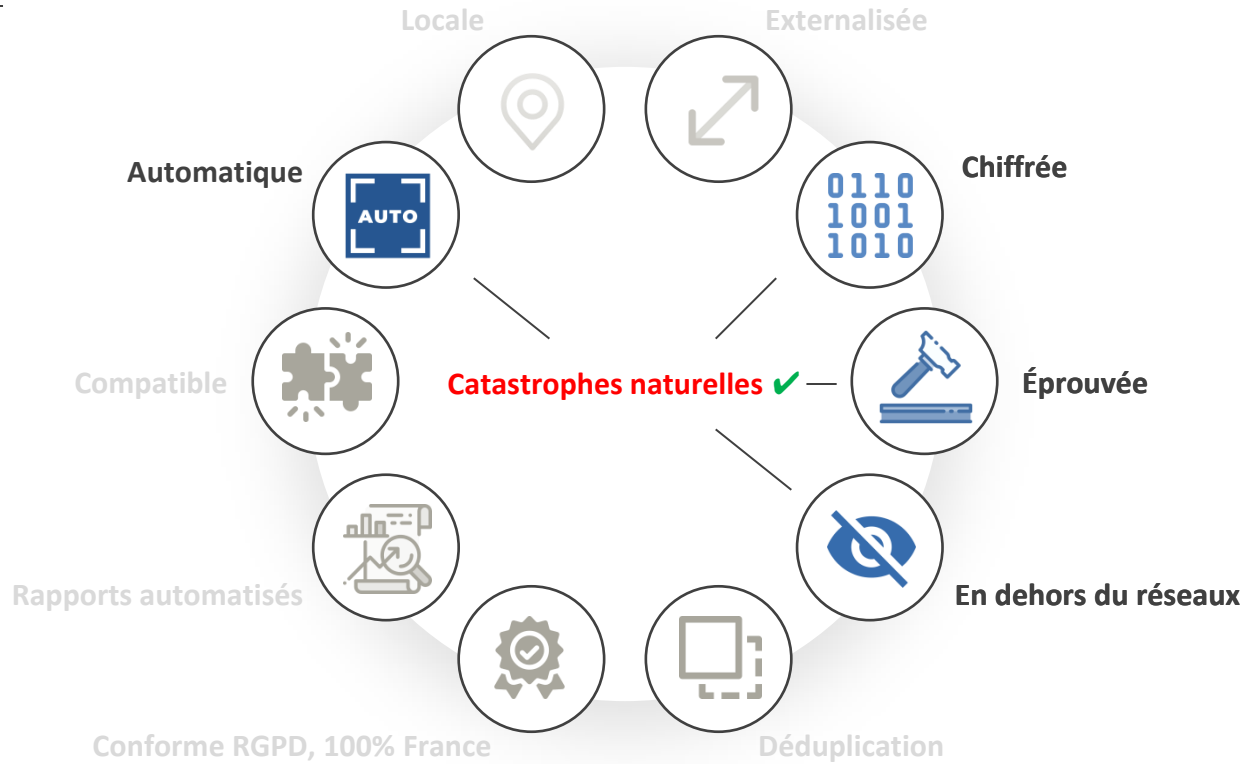 Locale
Externalisée
Automatique
AUTO
Chiffrée
0110
1001
1010
Compatible
Catastrophes naturelles ✔
Éprouvée
Rapports automatisés
En dehors du réseaux
Conforme RGPD, 100% France
Déduplication